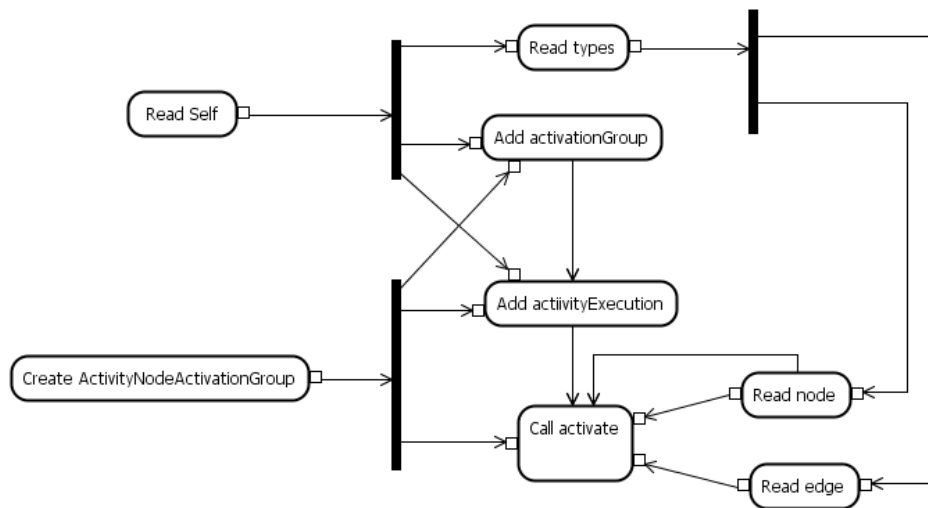 Read types
Read Self
Add activationGroup
Add actiivityExecution
Create ActivityNodeActivationGroup
Read node
Call activate
Read edge